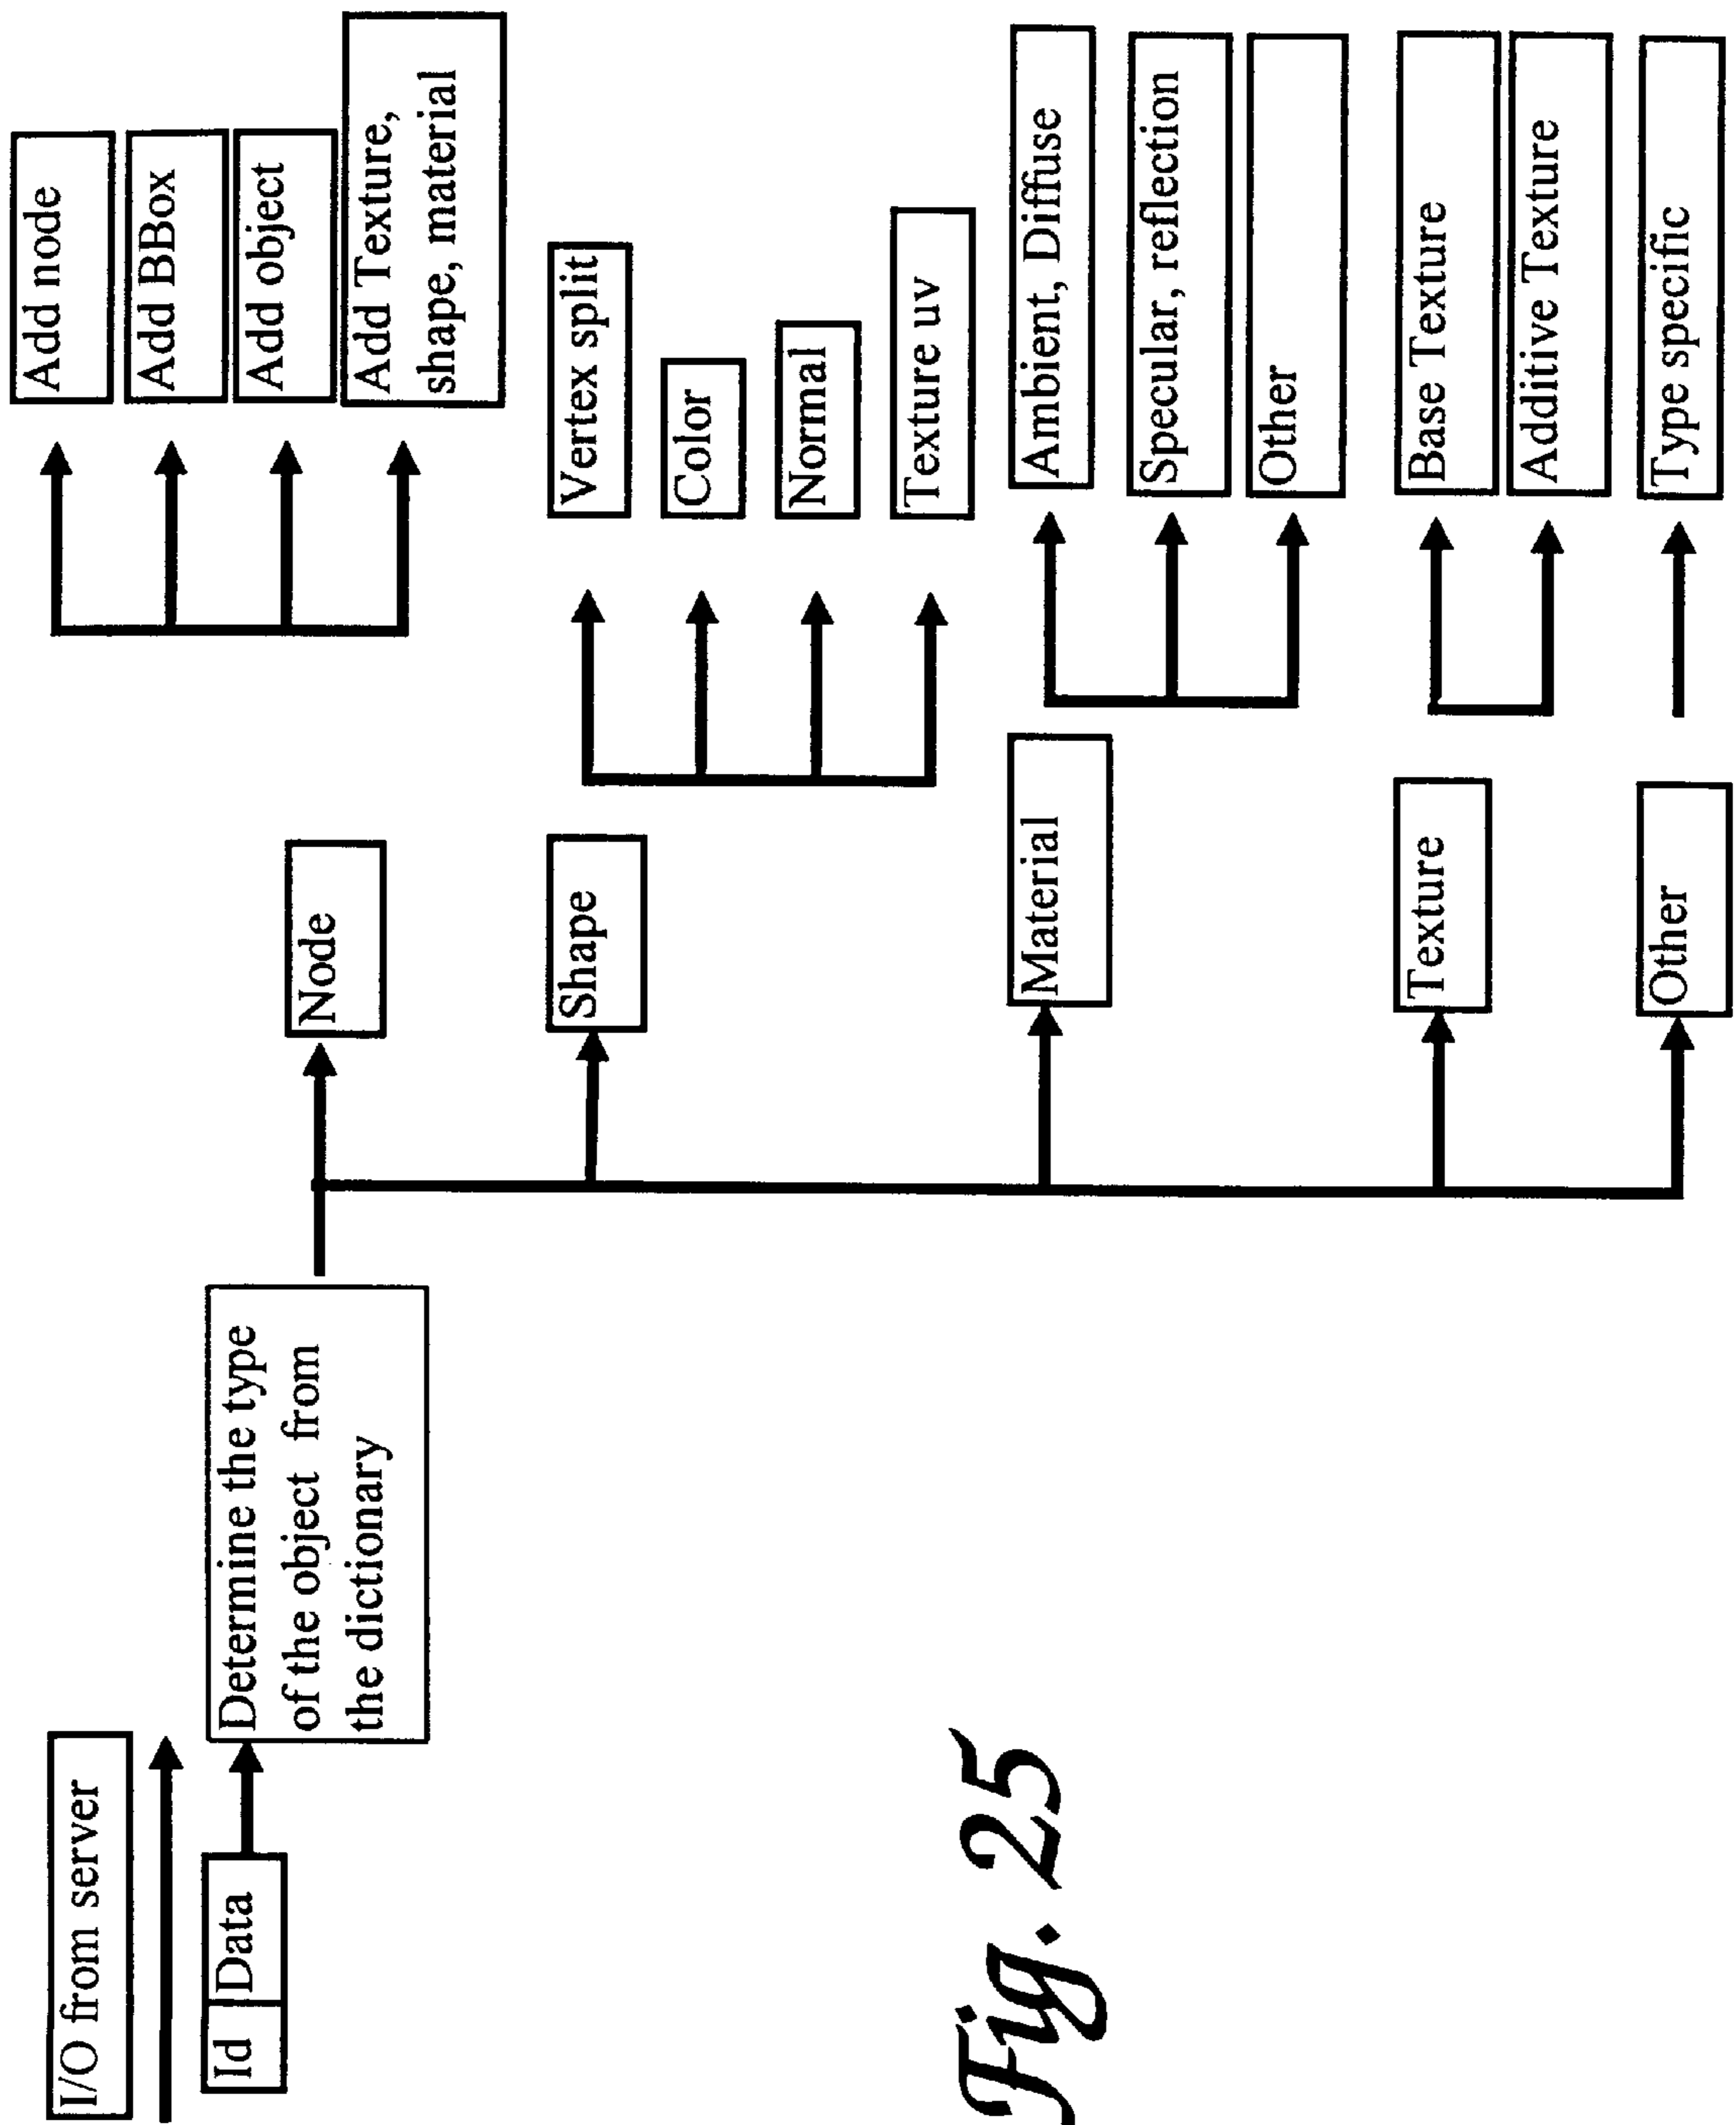 I/O from server
Id
Data
Determine the type
of the object from
the dictionary
Node
Add node
Add BBox
Add object
Add Texture,
shape, material
Shape
Vertex split
Color
Normal
Texture uv
Material
Ambient, Diffuse
Specular, reflection
Other
Texture
Base Texture
Additive Texture
Other
Type specific
Fig. 25